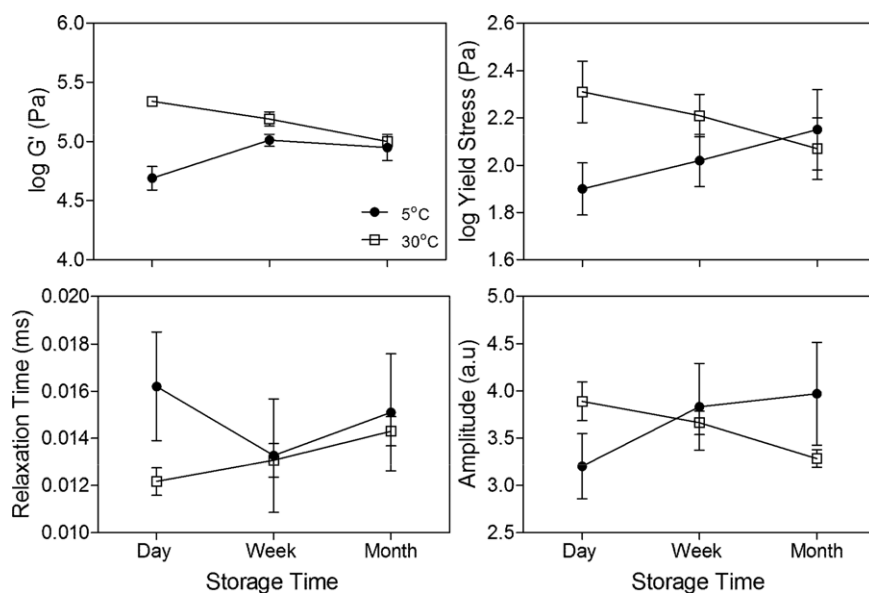 6.0
5.5
5.0
4.5
4.0
log G' (Pa)
5°C
30°C
2.6
2.4
2.2
2.0
1.8
1.6
log Yield Stress (Pa)
0.020
0.018
0.016
0.014
0.012
0.010
Relaxation Time (ms)
Day Week Month
Storage Time
5.0
4.5
4.0
3.5
3.0
2.5
Amplitude (a.u)
Day Week Month
Storage Time